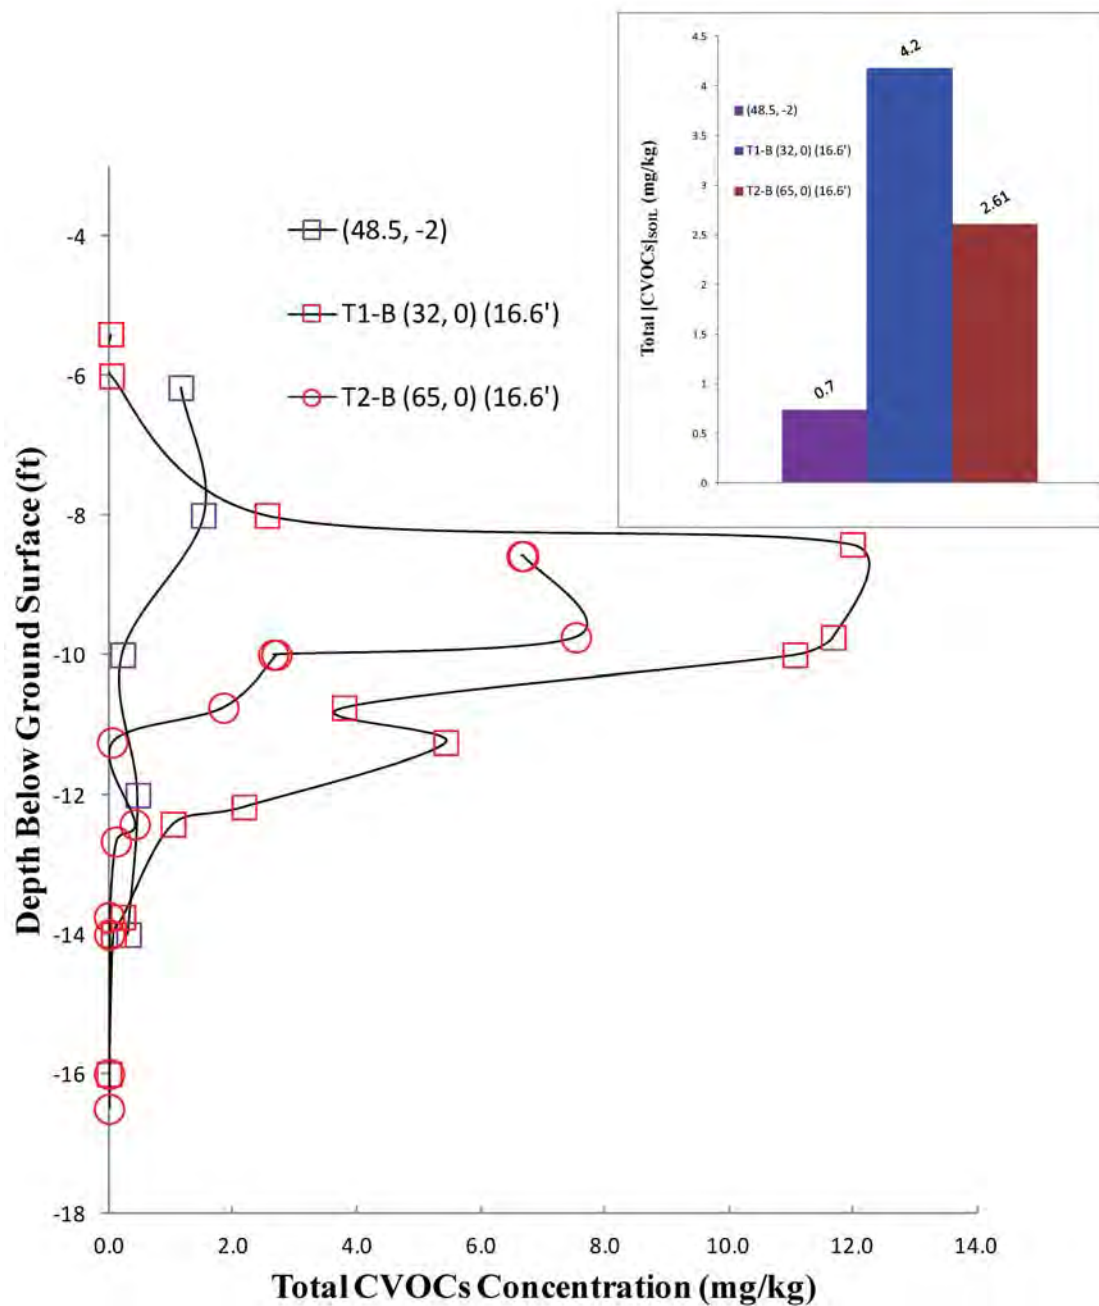 4.5
4
3.5
3
2.5
2
1.5
1
0.5
0
Total [CVOCs]SOIL (mg/kg)
(48.5, -2)
T1-B (32, 0) (16.6')
T2-B (65, 0) (16.6')
0.7
4.2
2.61
(48.5, -2)
T1-B (32, 0) (16.6')
T2-B (65, 0) (16.6')
Depth Below Ground Surface (ft)
-4
-6
-8
-10
-12
-14
-16
-18
0.0 2.0 4.0 6.0 8.0 10.0 12.0 14.0
Total CVOCs Concentration (mg/kg)